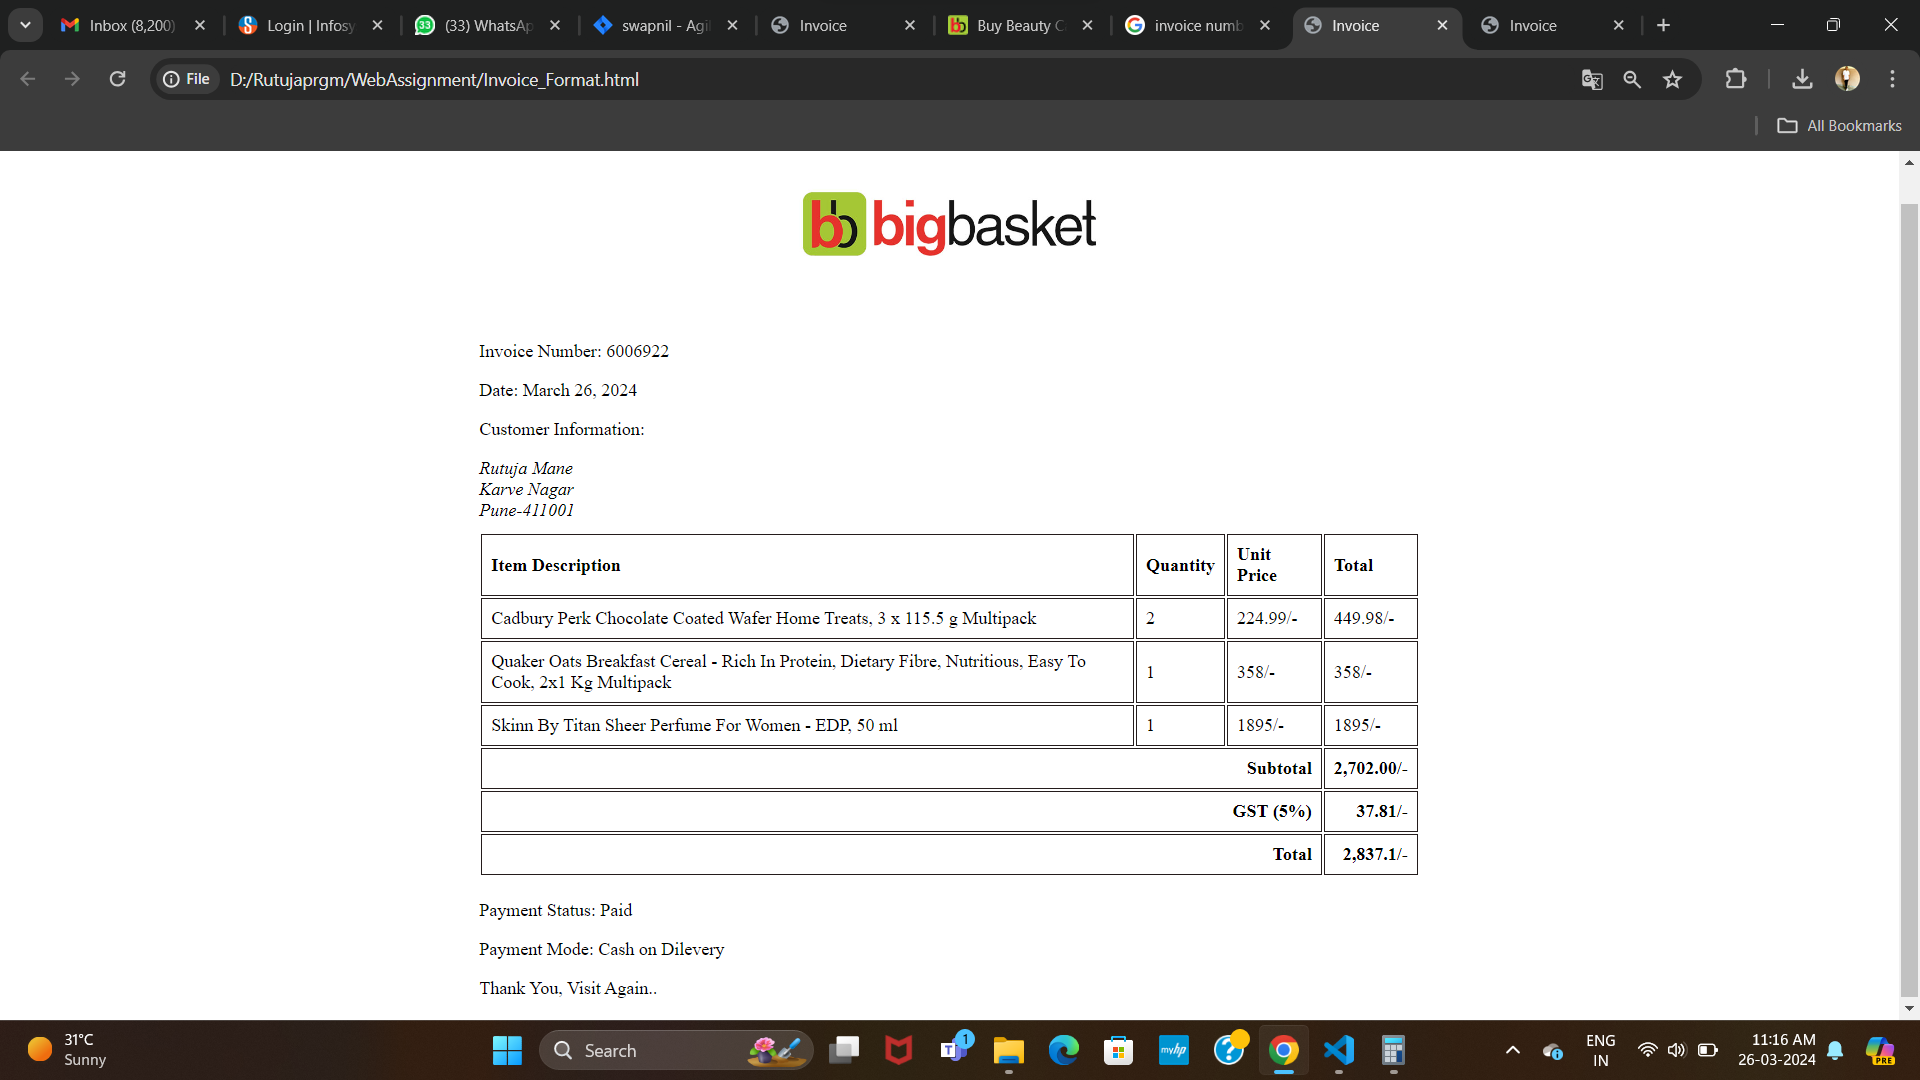 Inbox (8,200)
Login | Infosy
(33) WhatsAp
swapnil - Agil
Invoice
Buy Beauty C
invoice numb
Invoice
Invoice
File
D:/Rutujaprgm/WebAssignment/Invoice_Format.html
All Bookmarks
bb bigbasket
Invoice Number: 6006922
Date: March 26, 2024
Customer Information:
Rutuja Mane
Karve Nagar
Pune-411001
Item Description Quantity Unit Price Total
Cadbury Perk Chocolate Coated Wafer Home Treats, 3 x 115.5 g Multipack 2 224.99/- 449.98/-
Quaker Oats Breakfast Cereal - Rich In Protein, Dietary Fibre, Nutritious, Easy To
Cook, 2x1 Kg Multipack 1 358/- 358/-
Skinn By Titan Sheer Perfume For Women - EDP, 50 ml 1 1895/- 1895/-
Subtotal 2,702.00/-
GST (5%) 37.81/-
Total 2,837.1/-
Payment Status: Paid
Payment Mode: Cash on Dilevery
Thank You, Visit Again..
31°C
Sunny
Search
T
1
myhp
?
ENG
IN
11:16 AM
26-03-2024
PRE